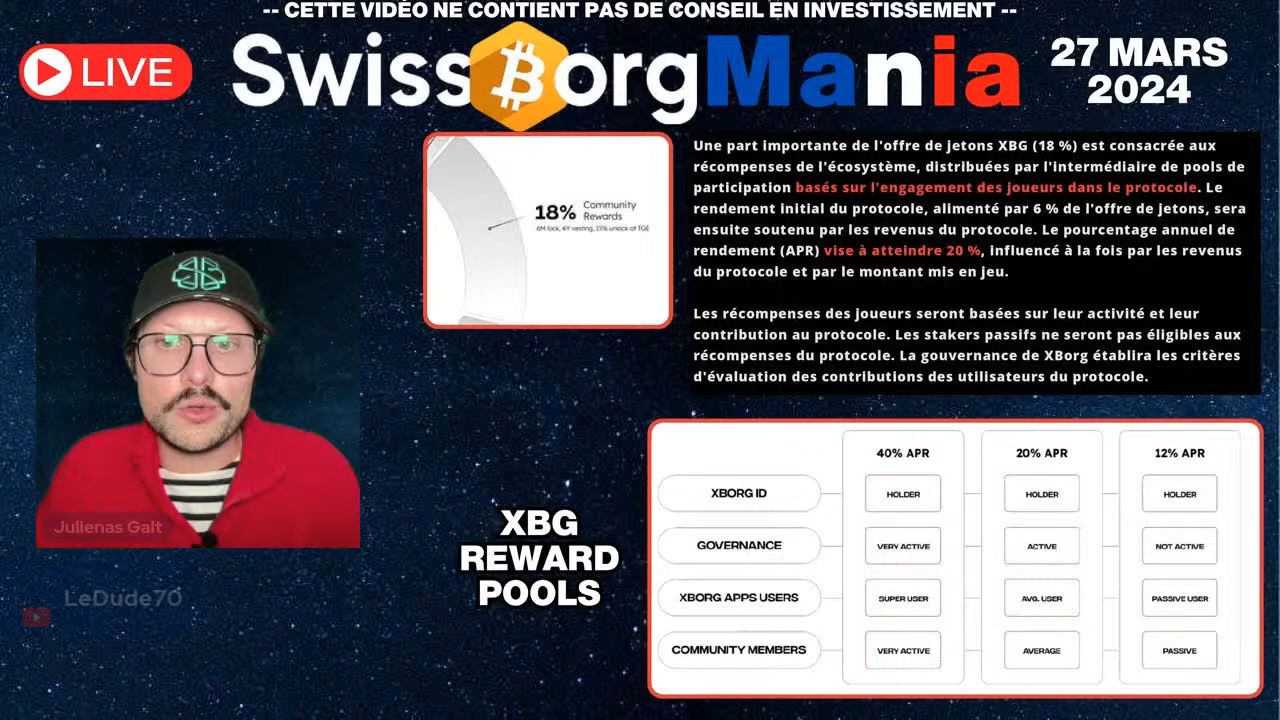 -- CETTE VIDÉO NE CONTIENT PAS DE CONSEIL EN INVESTISSEMENT --
LIVE
SwissBorgMania
27 MARS
2024
18% Community
Rewards
6M lock, 4Y vesting, 15% unlock at TGE
Une part importante de l'offre de jetons XBG (18 %) est consacrée aux
récompenses de l'écosystème, distribuées par l'intermédiaire de pools de
participation basés sur l'engagement des joueurs dans le protocole. Le
rendement initial du protocole, alimenté par 6 % de l'offre de jetons, sera
ensuite soutenu par les revenus du protocole. Le pourcentage annuel de
rendement (APR) vise à atteindre 20 %, influencé à la fois par les revenus
du protocole et par le montant mis en jeu.
Les récompenses des joueurs seront basées sur leur activité et leur
contribution au protocole. Les stakers passifs ne seront pas éligibles aux
récompenses du protocole. La gouvernance de XBorg établira les critères
d'évaluation des contributions des utilisateurs du protocole.
Julienas Galt
LeDude70
XBG
REWARD
POOLS
40% APR 20% APR 12% APR
XBORG ID HOLDER HOLDER HOLDER
GOVERNANCE VERY ACTIVE ACTIVE NOT ACTIVE
XBORG APPS USERS SUPER USER AVG. USER PASSIVE USER
COMMUNITY MEMBERS VERY ACTIVE AVERAGE PASSIVE